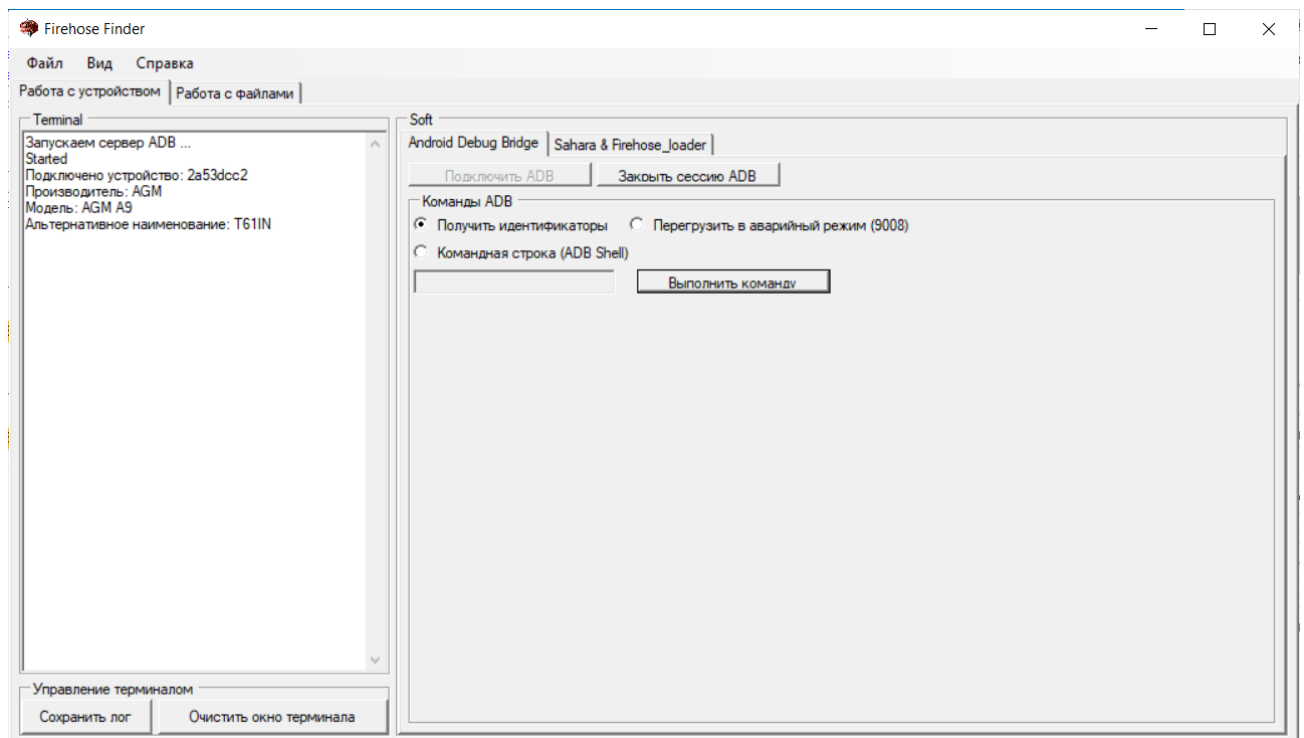 Firehose Finder
Файл Вид Справка
Работа с устройством Работа с файлами
Terminal
Запускаем сервер ADB ...
Started
Подключено устройство: 2a53dcc2
Производитель: AGM
Модель: AGM A9
Альтернативное наименование: T61IN
Управление терминалом
Сохранить лог Очистить окно терминала
Soft
Android Debug Bridge Sahara & Firehose_loader
Подключить ADB Закрыть сессию ADB
Команды ADB
Получить идентификаторы Перегрузить в аварийный режим (9008)
Командная строка (ADB Shell)
Выполнить команду